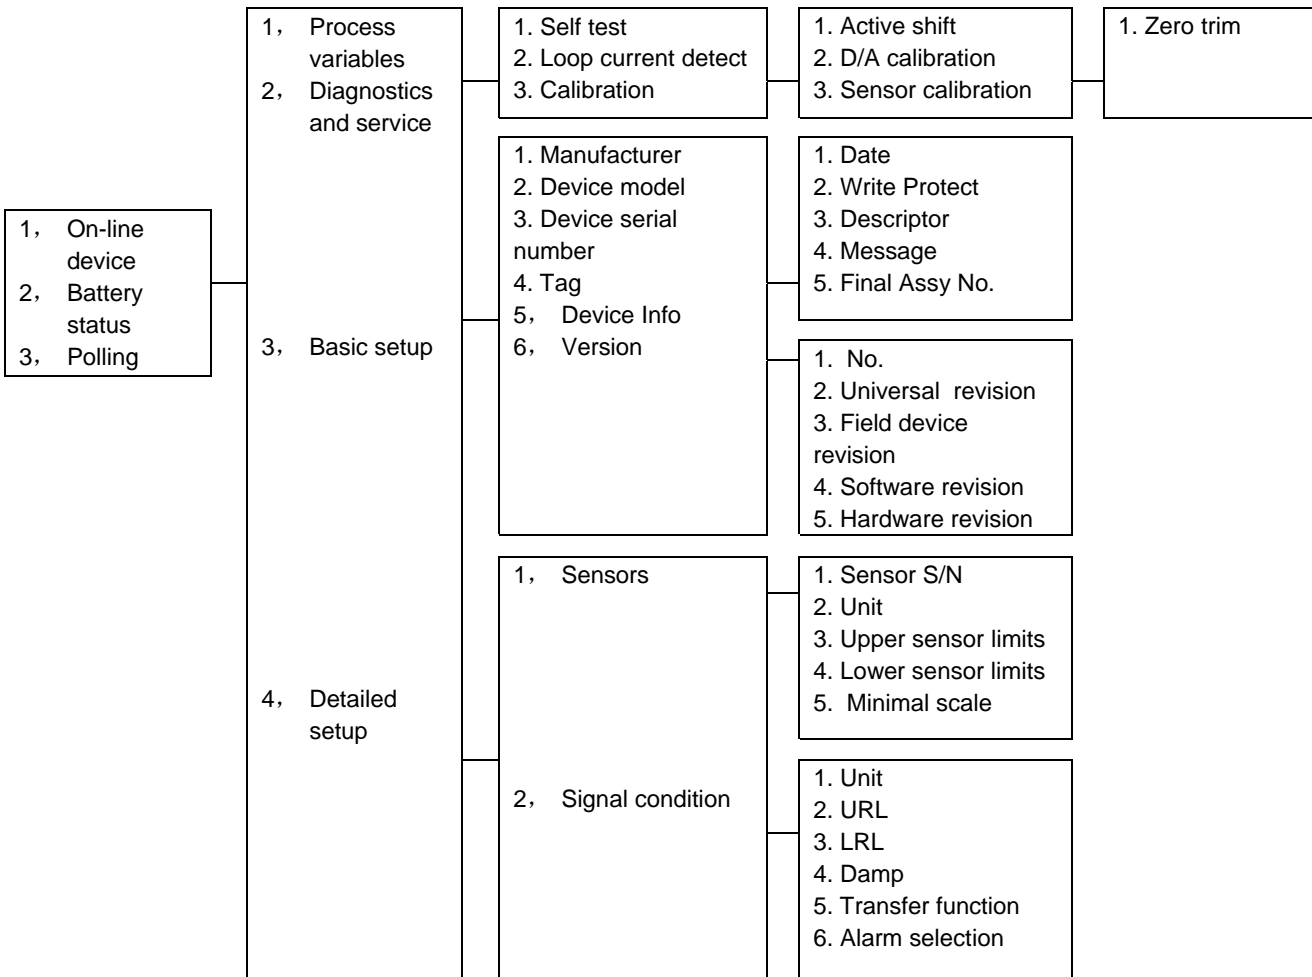 1， On-line
device
2， Battery
status
3， Polling
1， Process
variables
2， Diagnostics
and service
3， Basic setup
4， Detailed
setup
1. Self test
2. Loop current detect
3. Calibration
1. Active shift
2. D/A calibration
3. Sensor calibration
1. Zero trim
1. Manufacturer
2. Device model
3. Device serial
number
4. Tag
5， Device Info
6， Version
1. Date
2. Write Protect
3. Descriptor
4. Message
5. Final Assy No.
1. No.
2. Universal revision
3. Field device
revision
4. Software revision
5. Hardware revision
1， Sensors
2， Signal condition
1. Sensor S/N
2. Unit
3. Upper sensor limits
4. Lower sensor limits
5. Minimal scale
1. Unit
2. URL
3. LRL
4. Damp
5. Transfer function
6. Alarm selection